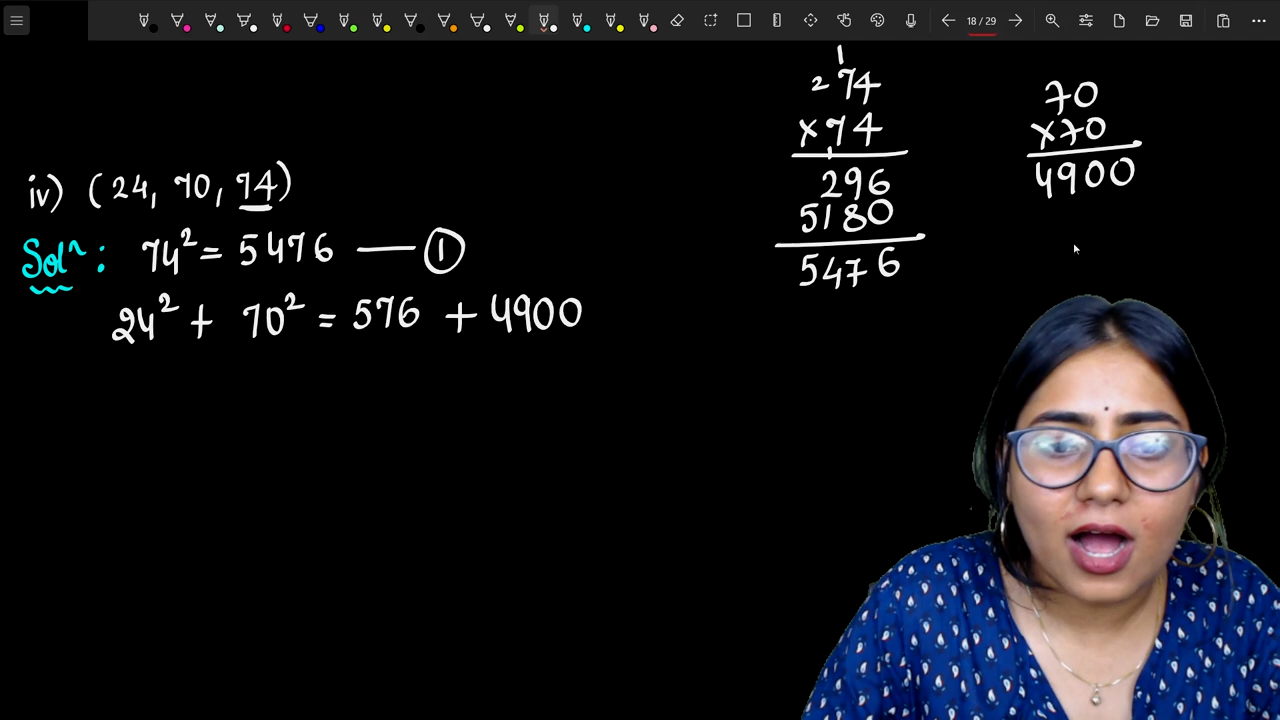 18 / 29
iv) (24, 70, 74)
Solⁿ : 74² = 5476 — ①
24² + 70² = 576 + 4900
1
2 74
x 74
1
296
5180
5476
70
x 70
4900